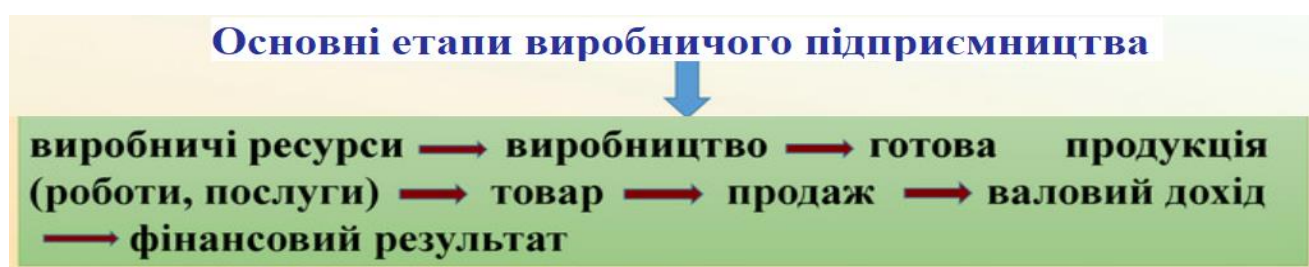 Основні етапи виробничого підприємництва
виробничі ресурси → виробництво → готова продукція
(роботи, послуги) → товар → продаж → валовий дохід
→ фінансовий результат